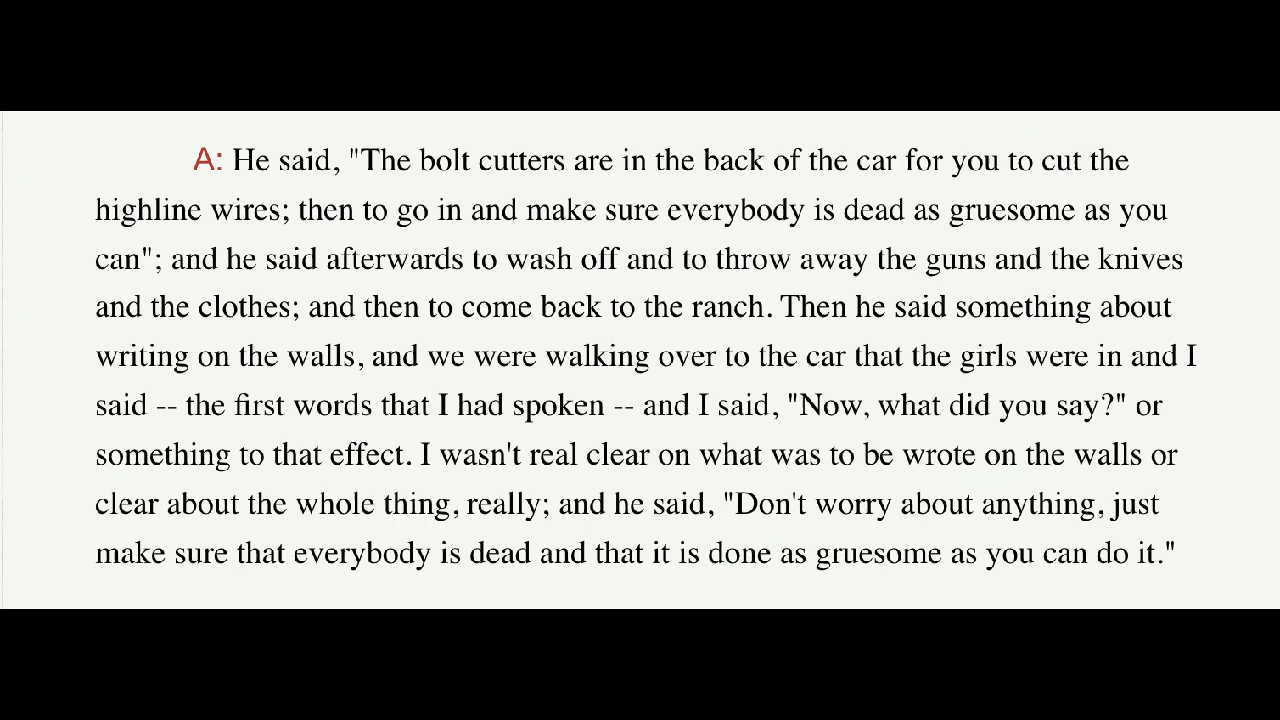 A: He said, "The bolt cutters are in the back of the car for you to cut the
highline wires; then to go in and make sure everybody is dead as gruesome as you
can"; and he said afterwards to wash off and to throw away the guns and the knives
and the clothes; and then to come back to the ranch. Then he said something about
writing on the walls, and we were walking over to the car that the girls were in and I
said -- the first words that I had spoken -- and I said, "Now, what did you say?" or
something to that effect. I wasn't real clear on what was to be wrote on the walls or
clear about the whole thing, really; and he said, "Don't worry about anything, just
make sure that everybody is dead and that it is done as gruesome as you can do it."